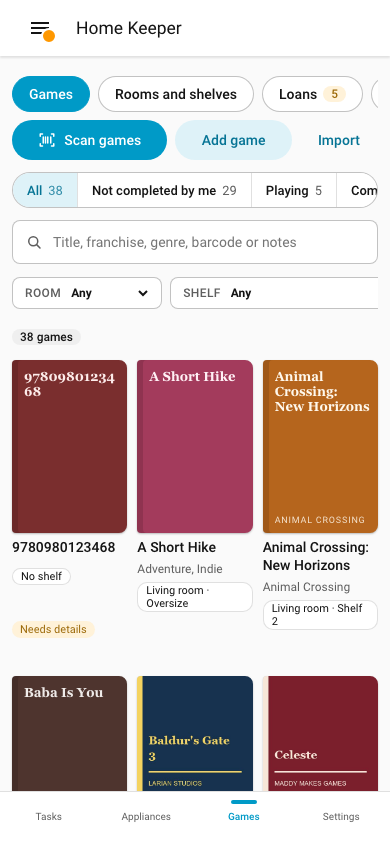 Home Keeper
Games
Rooms and shelves
Loans 5
Scan games
Add game
Import
All 38
Not completed by me 29
Playing 5
Com
Title, franchise, genre, barcode or notes
ROOM Any
SHELF Any
38 games
97809801234
68
A Short Hike
Animal
Crossing:
New Horizons
ANIMAL CROSSING
9780980123468
No shelf
Needs details
A Short Hike
Adventure, Indie
Living room ·
Oversize
Animal Crossing:
New Horizons
Animal Crossing
Living room · Shelf
2
Baba Is You
Baldur's Gate
3
LARIAN STUDIOS
Celeste
MADDY MAKES GAMES
Tasks
Appliances
Games
Settings